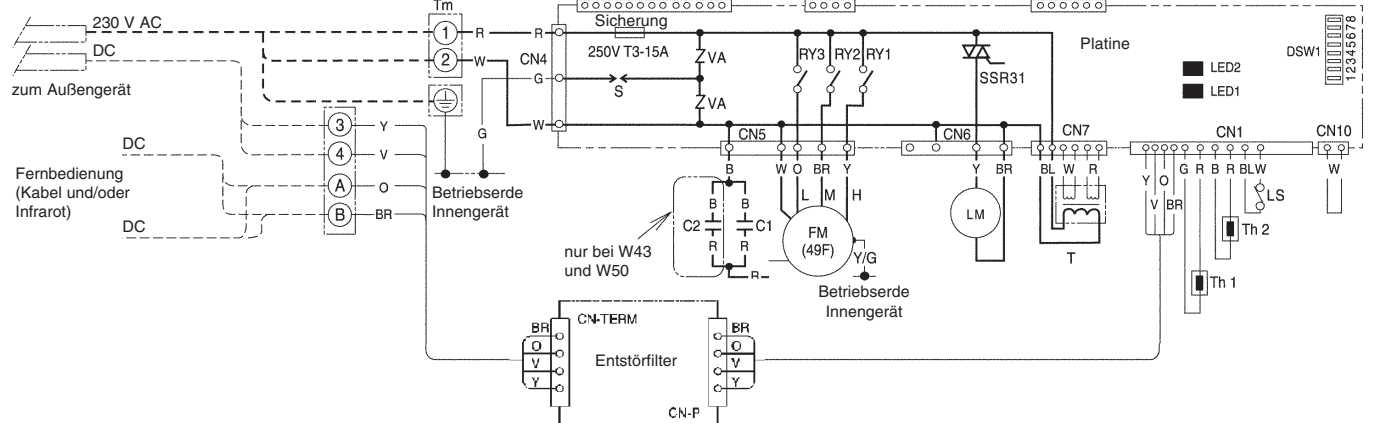 Tm
Sicherung
230 V AC
DC
zum Außengerät
1
R
R
2
W
CN4
250V T3-15A
VA
RY3
RY2
RY1
SSR31
Platine
DSW1
12345678
LED2
LED1
G
S
VA
W
G
3
Y
4
V
A
O
B
BR
DC
Fernbedienung
(Kabel und/oder
Infrarot)
DC
Betriebserde
Innengerät
CN5
CN6
CN7
CN1
CN10
B
W
O
BR
Y
Y
BR
BL
W
R
Y
V
O
BR
G
R
B
R
BL
W
W
L
M
H
B
B
C2
C1
R
R
R
FM
(49F)
Y/G
LM
T
LS
Th 2
Th 1
nur bei W43
und W50
Betriebserde
Innengerät
CN-TERM
BR
O
V
Y
Entstörfilter
BR
O
V
Y
CN-P